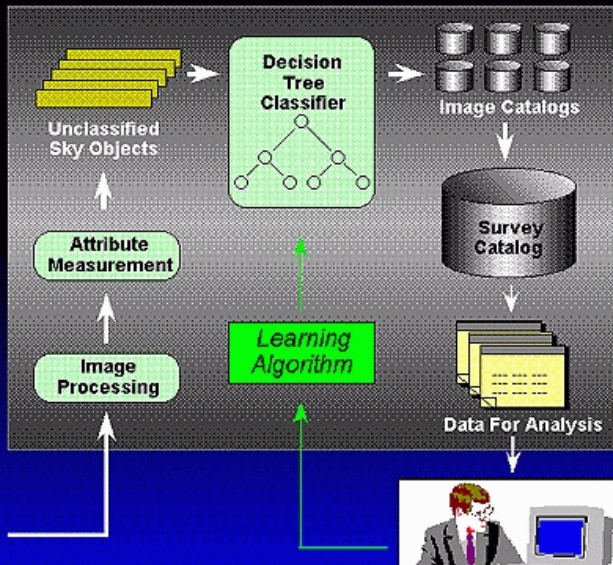 Decision
Tree
Classifier
Unclassified
Sky Objects
Image Catalogs
Survey
Catalog
Attribute
Measurement
Learning
Algorithm
Image
Processing
Data For Analysis